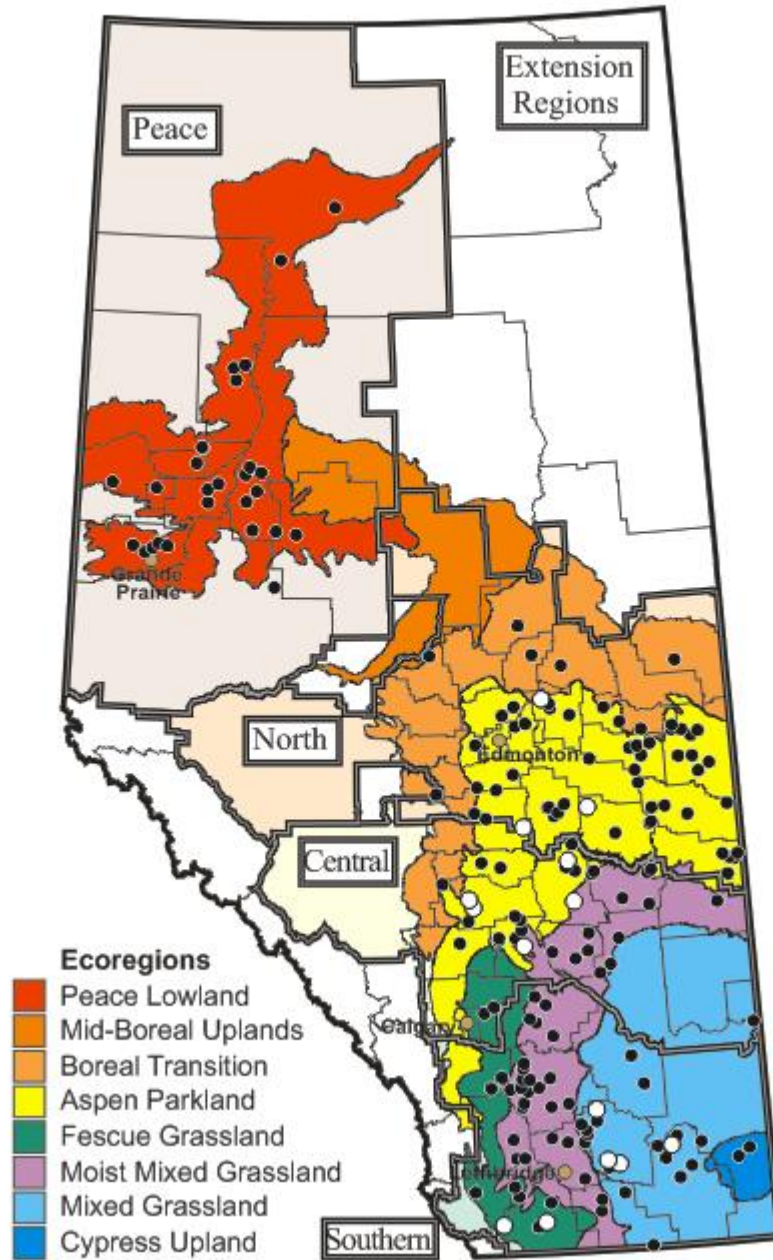 Extension
Regions
Peace
Grande
Prairie
North
Edmonton
Central
Calgary
Lethbridge
Southern
Ecoregions
Peace Lowland
Mid-Boreal Uplands
Boreal Transition
Aspen Parkland
Fescue Grassland
Moist Mixed Grassland
Mixed Grassland
Cypress Upland